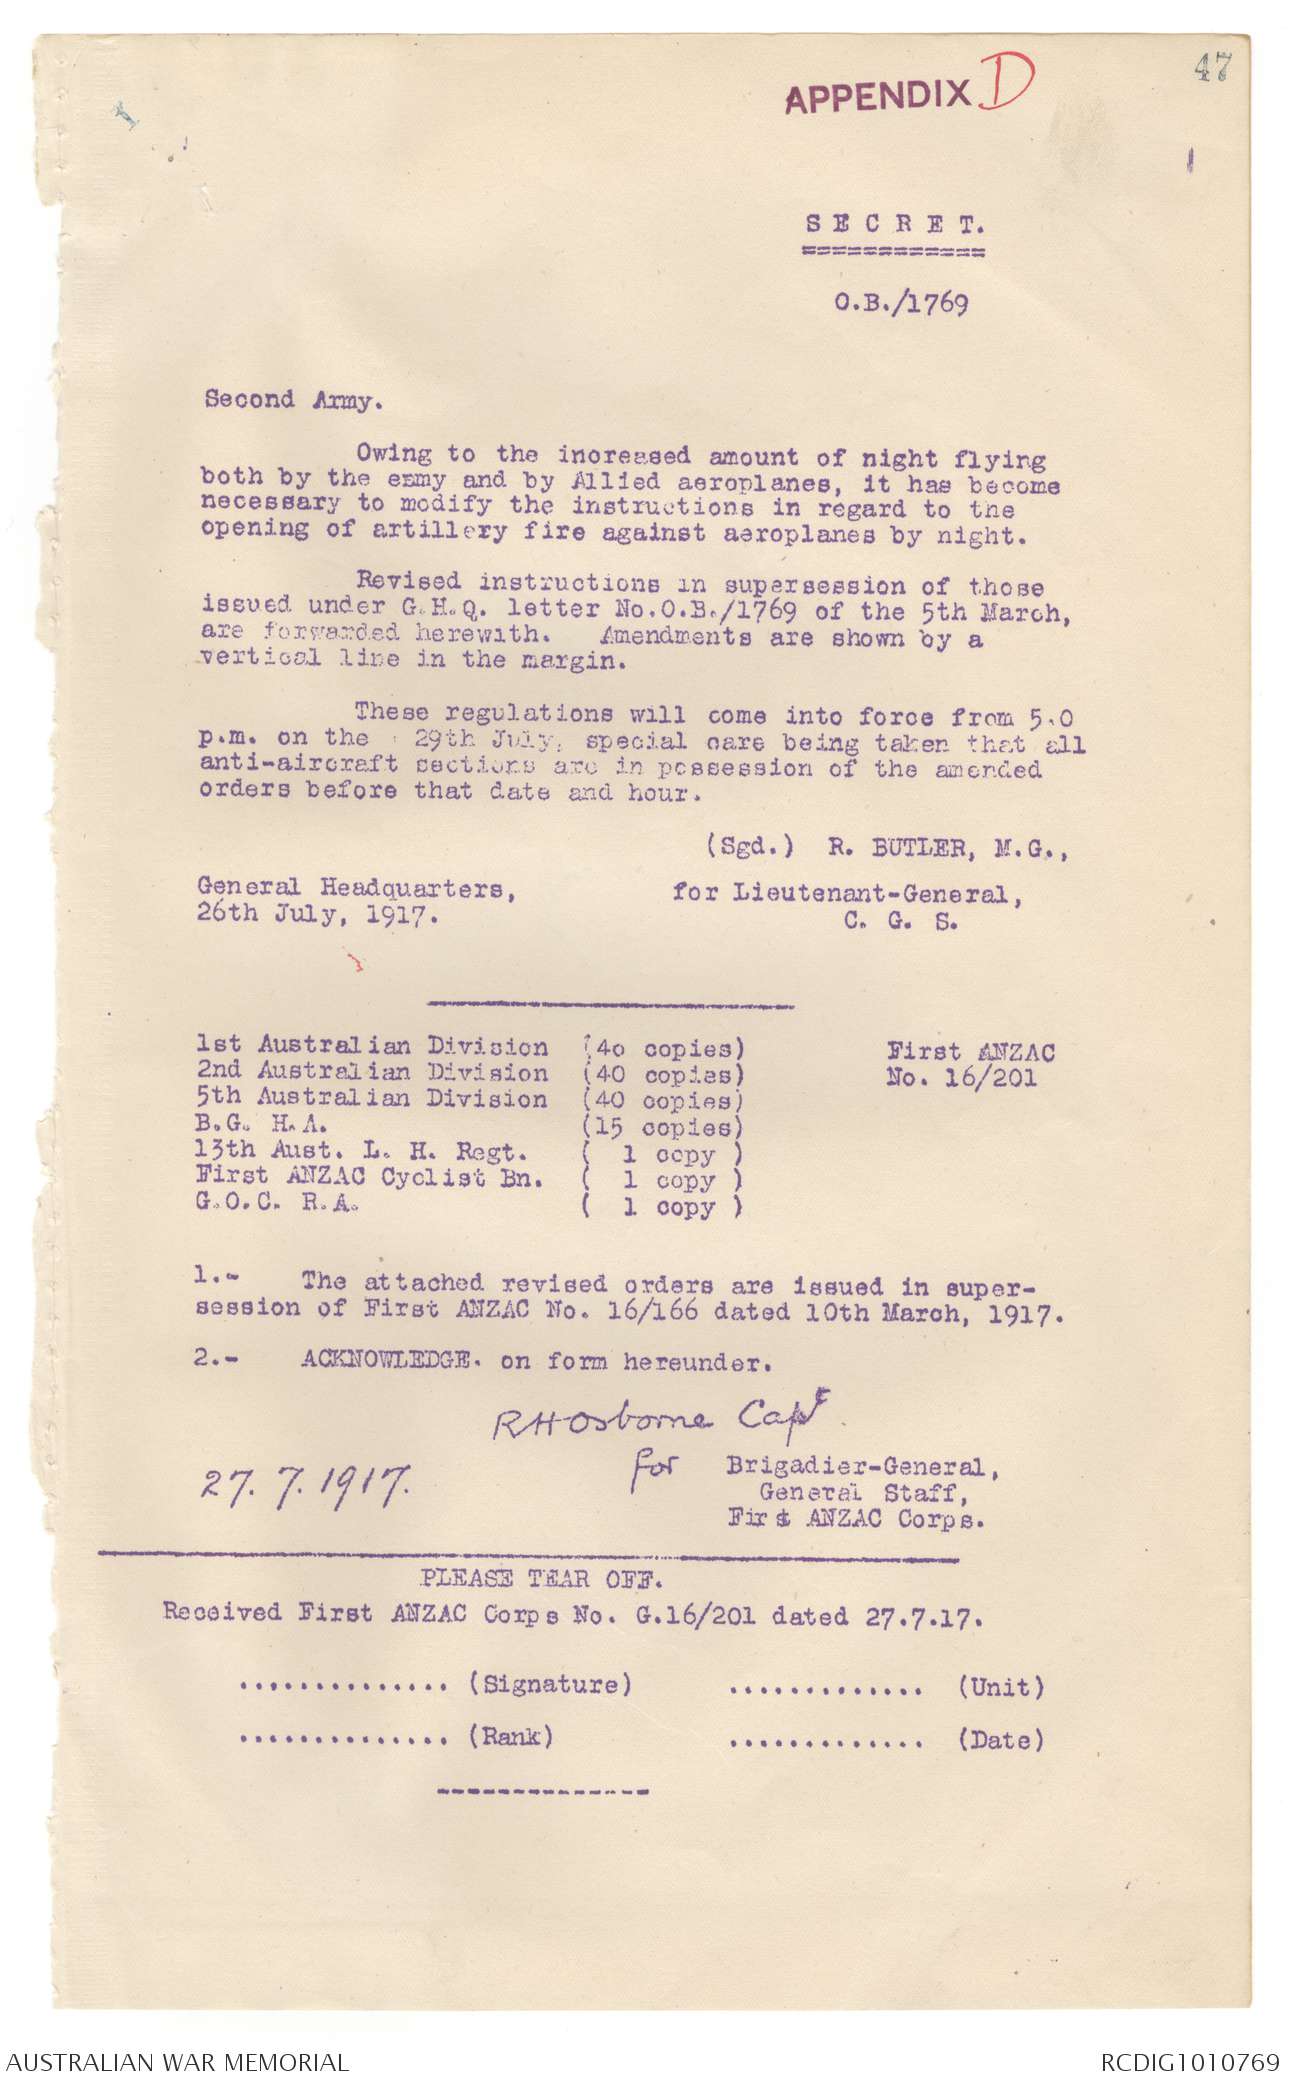 47
APPENDIX D
SECRET.
============
O.B./1769
Second Army.
Owing to the increased amount of night flying
both by the enmy and by Allied aeroplanes, it has become
necessary to modify the instructions in regard to the
opening of artillery fire against aeroplanes by night.
Revised instructions in supersession of those
issued under G.H.Q. letter No.O.B./1769 of the 5th March,
are forwarded herewith. Amendments are shown by a
vertical line in the margin.
These regulations will come into force from 5.0
p.m. on the 29th July, special care being taken that all
anti-aircraft sections are in possession of the amended
orders before that date and hour.
(Sgd.) R. BUTLER, M.G.,
General Headquarters, for Lieutenant-General,
26th July, 1917. C. G. S.
1st Australian Division (40 copies) First ANZAC
2nd Australian Division (40 copies) No. 16/201
5th Australian Division (40 copies)
B.G. H.A. (15 copies)
13th Aust. L. H. Regt. ( 1 copy )
First ANZAC Cyclist Bn. ( 1 copy )
G.O.C. R.A. ( 1 copy )
1.- The attached revised orders are issued in super-
session of First ANZAC No. 16/166 dated 10th March, 1917.
2.- ACKNOWLEDGE. on form hereunder.
RHOsborne Capt.
27.7.1917. for Brigadier-General,
General Staff,
First ANZAC Corps.
PLEASE TEAR OFF.
Received First ANZAC Corps No. G.16/201 dated 27.7.17.
.............. (Signature) ............. (Unit)
.............. (Rank) ............. (Date)
--------------
AUSTRALIAN WAR MEMORIAL RCDIG1010769